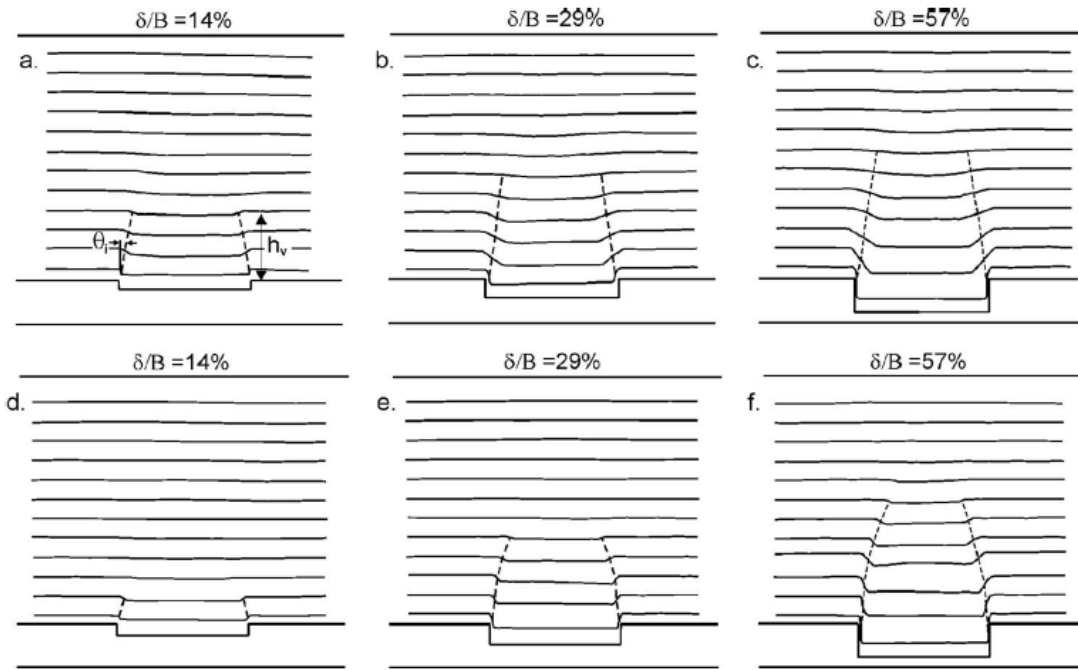 δ/B =14%
δ/B =29%
δ/B =57%
a.
b.
c.
θi
hv
δ/B =14%
δ/B =29%
δ/B =57%
d.
e.
f.